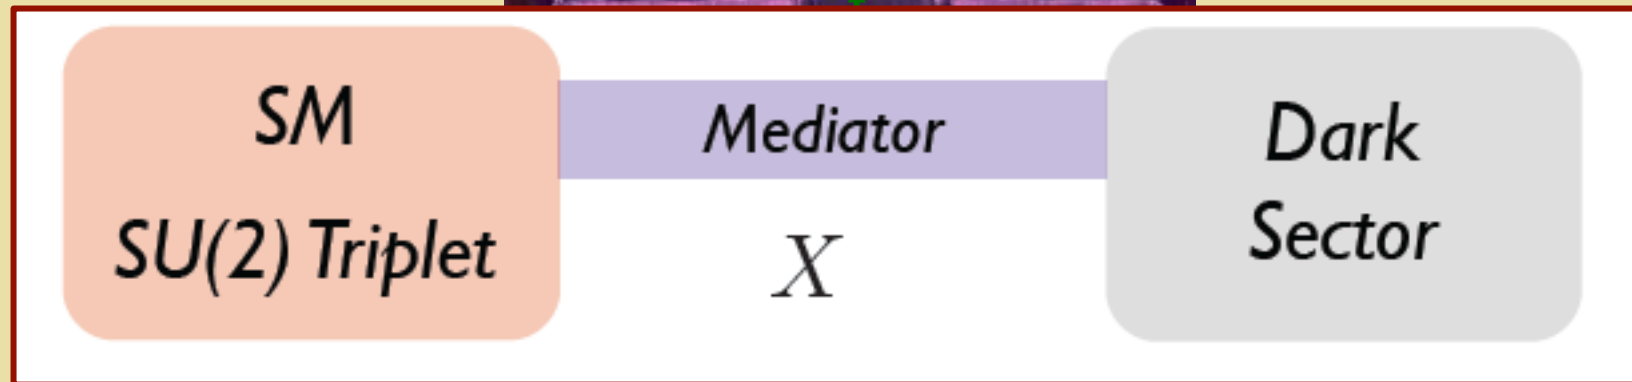 SM
SU(2) Triplet
Mediator
X
Dark
Sector